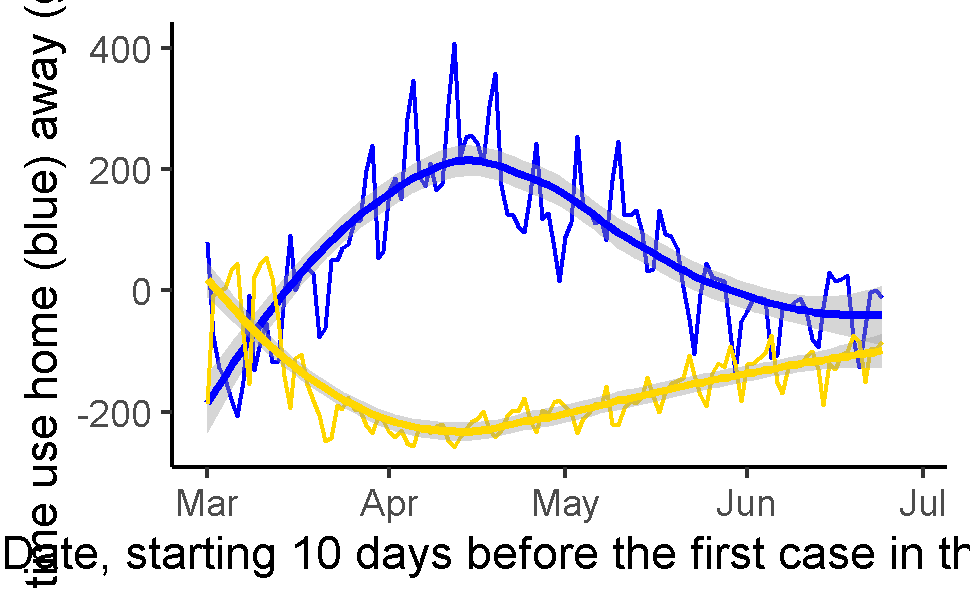 time use home (blue) away (
400
200
0
-200
Mar Apr May Jun Jul
Date, starting 10 days before the first case in th